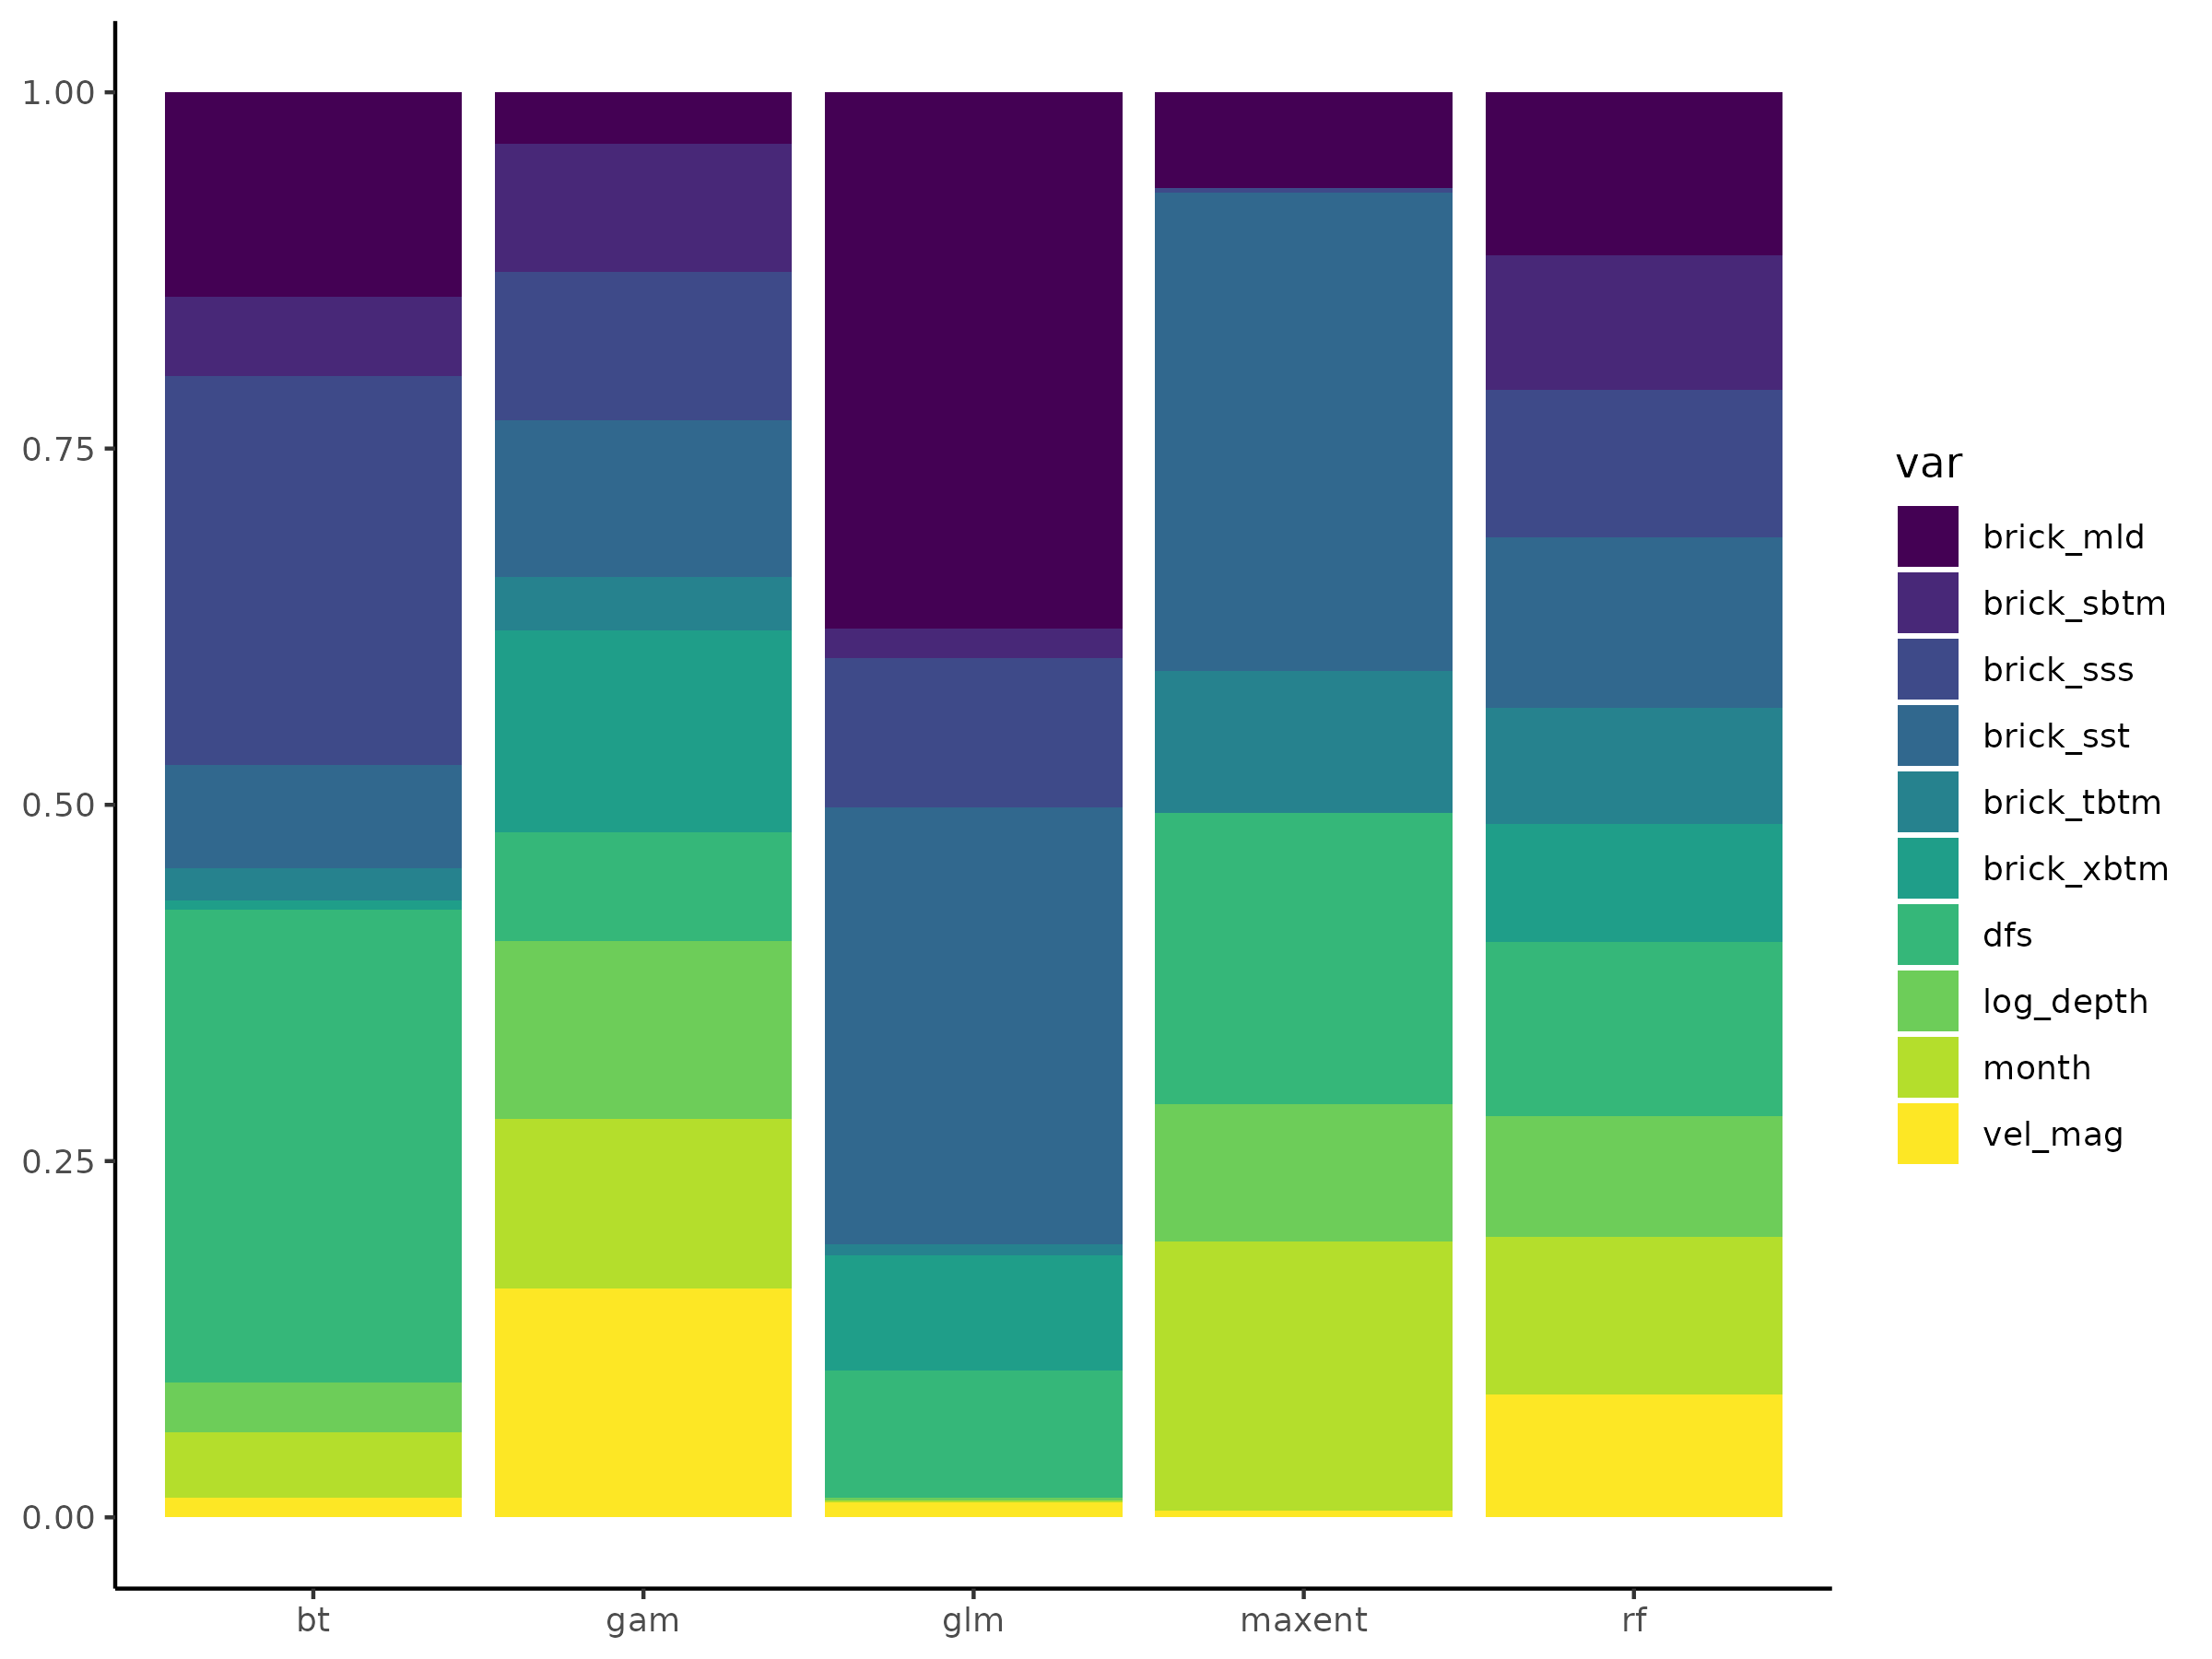 1.00
0.75
0.50
0.25
0.00
bt
gam
glm
maxent
rf
var
brick_mld
brick_sbtm
brick_sss
brick_sst
brick_tbtm
brick_xbtm
dfs
log_depth
month
vel_mag